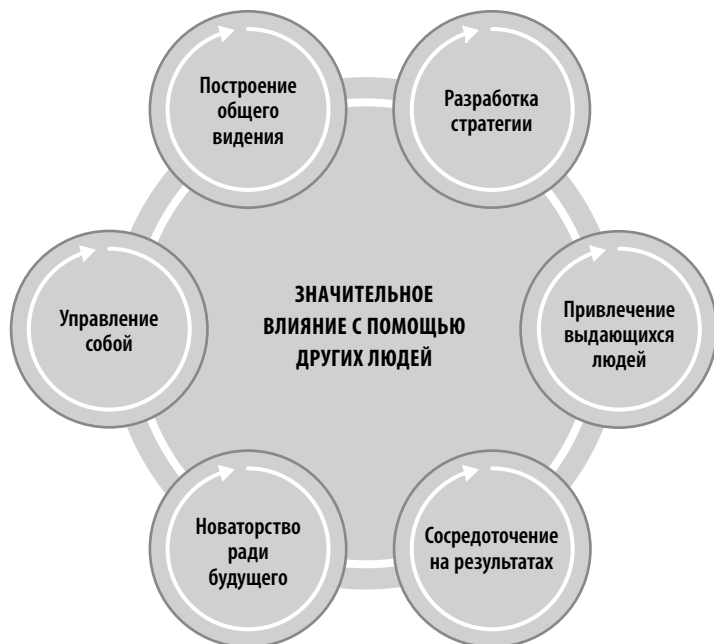 Построение
общего
видения
Разработка
стратегии
Управление
собой
ЗНАЧИТЕЛЬНОЕ
ВЛИЯНИЕ С ПОМОЩЬЮ
ДРУГИХ ЛЮДЕЙ
Привлечение
выдающихся
людей
Новаторство
ради
будущего
Сосредоточение
на результатах